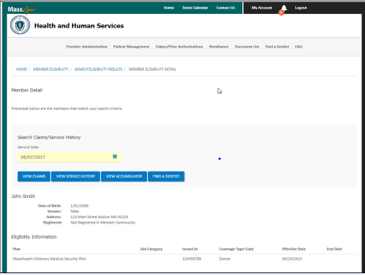 Mass.Gov
Home Event Calendar Contact Us My Account Logout
Health and Human Services
Provider Administration Patient Management Claims/Prior Authorizations Remittance Document List Find a Dentist FAQ
HOME MEMBER ELIGIBILITY SEARCH ELIGIBILITY RESULTS MEMBER ELIGIBILITY DETAIL
Member Detail
Presented below are the members that match your search criteria.
Search Claims/Service History
Service Date
08/07/2017
VIEW CLAIMS VIEW SERVICE HISTORY VIEW ACCUMULATOR FIND A DENTIST
John Smith
Date of Birth: 1/01/2000
Gender: Male
Address: 123 Main Street Boston MA 02116
Registered: Not Registered in Member Community
Eligibility Information
Plan Aid Category Issued Id Coverage Type Code Effective Date End Date
MassHealth Children's Medical Security Plan 123456789 Dental